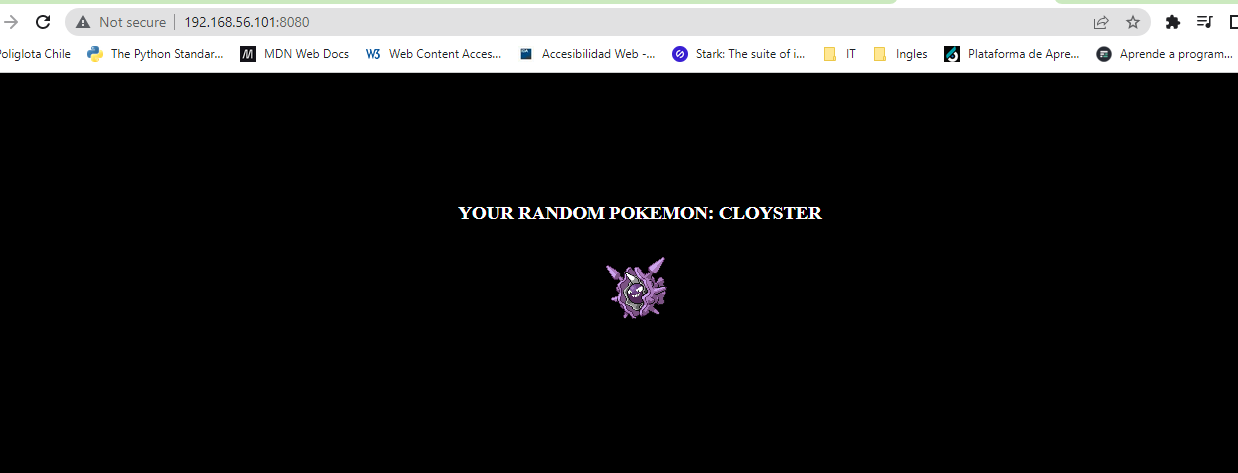 Not secure 192.168.56.101:8080
Poliglota Chile The Python Standar... MDN Web Docs W3 Web Content Acces... Accesibilidad Web -... Stark: The suite of i... IT Ingles Plataforma de Apre... Aprende a program...
YOUR RANDOM POKEMON: CLOYSTER